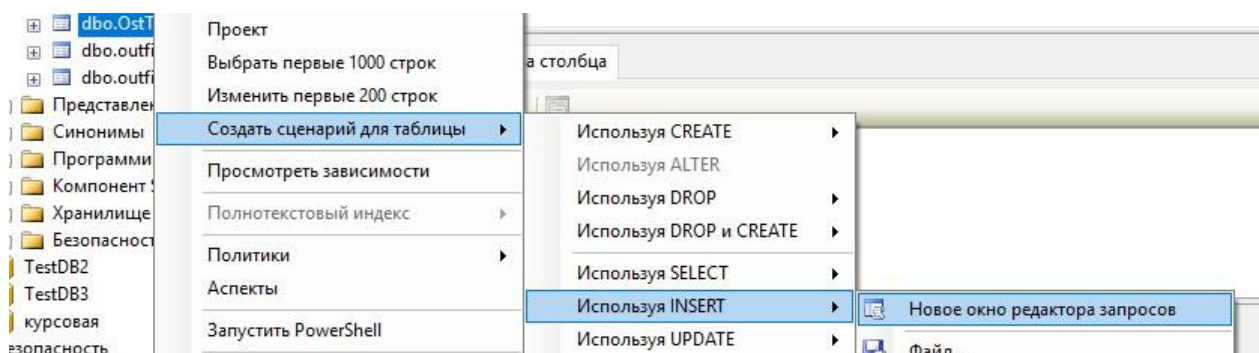 dbo.OstT
dbo.outfi
dbo.outfi
Представлен
Синонимы
Программи
Компонент
Хранилище
Безопасност
TestDB2
TestDB3
курсовая
езопасность
Проект
Выбрать первые 1000 строк
Изменить первые 200 строк
Создать сценарий для таблицы
Просмотреть зависимости
Полнотекстовый индекс
Политики
Аспекты
Запустить PowerShell
а столбца
Используя CREATE
Используя ALTER
Используя DROP
Используя DROP и CREATE
Используя SELECT
Используя INSERT
Используя UPDATE
Новое окно редактора запросов
Файл